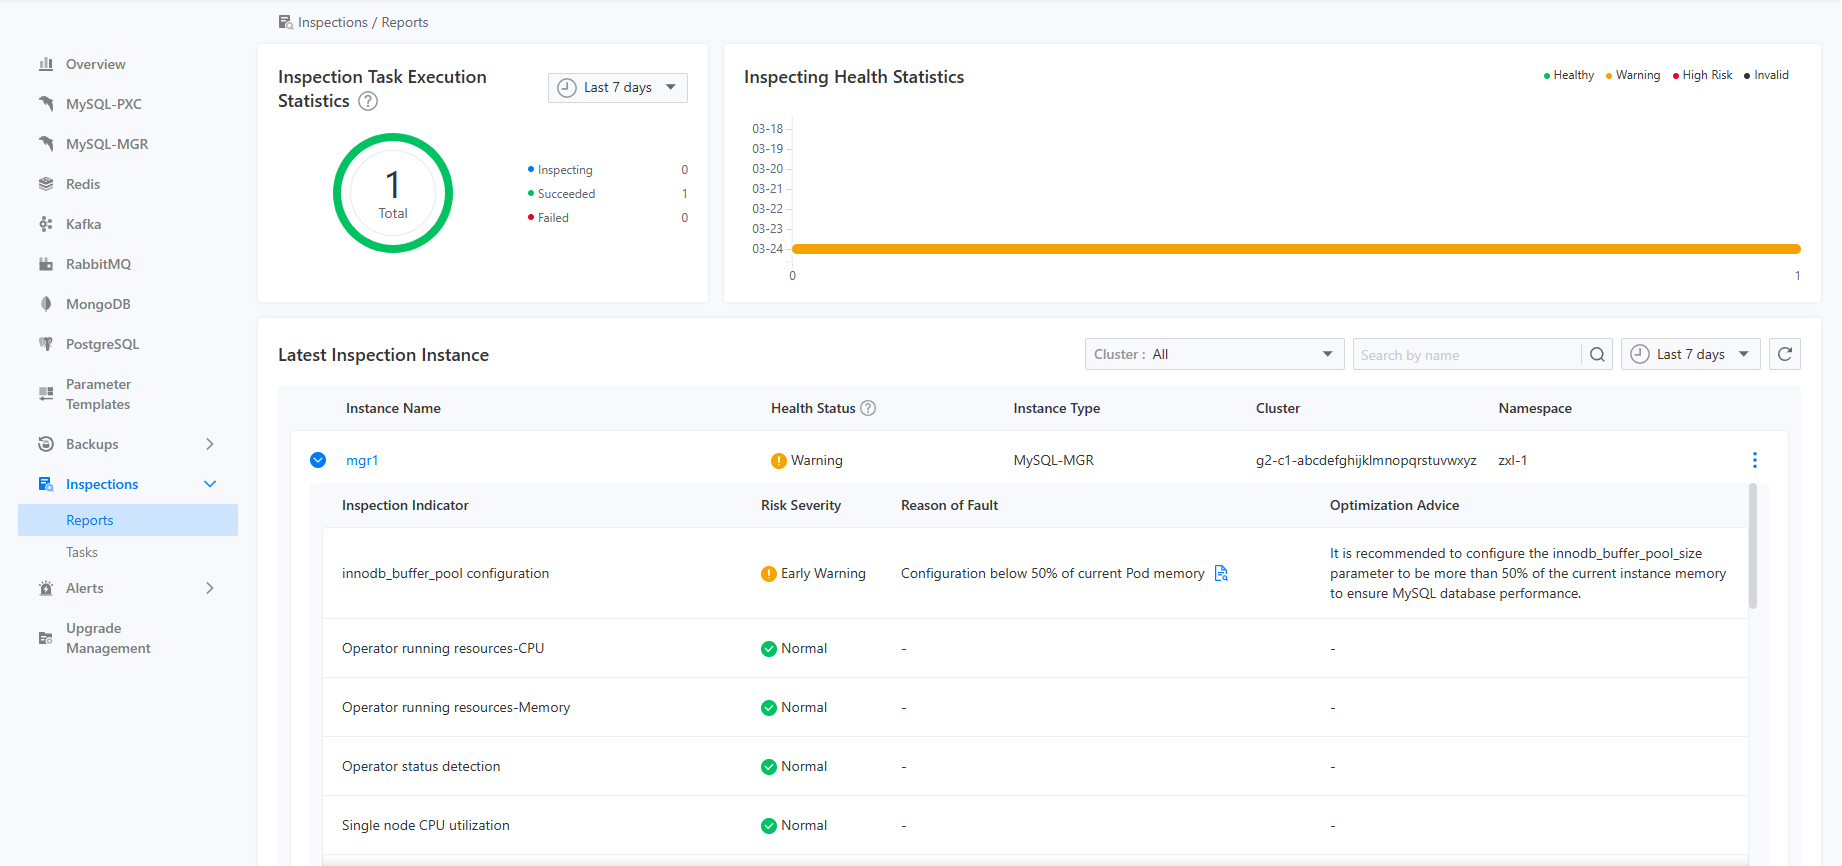 Inspections / Reports
Overview
MySQL-PXC
MySQL-MGR
Redis
Kafka
RabbitMQ
MongoDB
PostgreSQL
Parameter
Templates
Backups
Inspections
Reports
Tasks
Alerts
Upgrade
Management
Inspection Task Execution
Statistics ?
Last 7 days
1
Total
Inspecting 0
Succeeded 1
Failed 0
Inspecting Health Statistics
Healthy Warning High Risk Invalid
03-18
03-19
03-20
03-21
03-22
03-23
03-24
0 1
Latest Inspection Instance
Cluster : All
Search by name
Last 7 days
Instance Name Health Status ? Instance Type Cluster Namespace
mgr1 Warning MySQL-MGR g2-c1-abcdefghijklmnopqrstuvwxyz zxl-1
Inspection Indicator Risk Severity Reason of Fault Optimization Advice
innodb_buffer_pool configuration Early Warning Configuration below 50% of current Pod memory
It is recommended to configure the innodb_buffer_pool_size
parameter to be more than 50% of the current instance memory
to ensure MySQL database performance.
Operator running resources-CPU Normal - -
Operator running resources-Memory Normal - -
Operator status detection Normal - -
Single node CPU utilization Normal - -